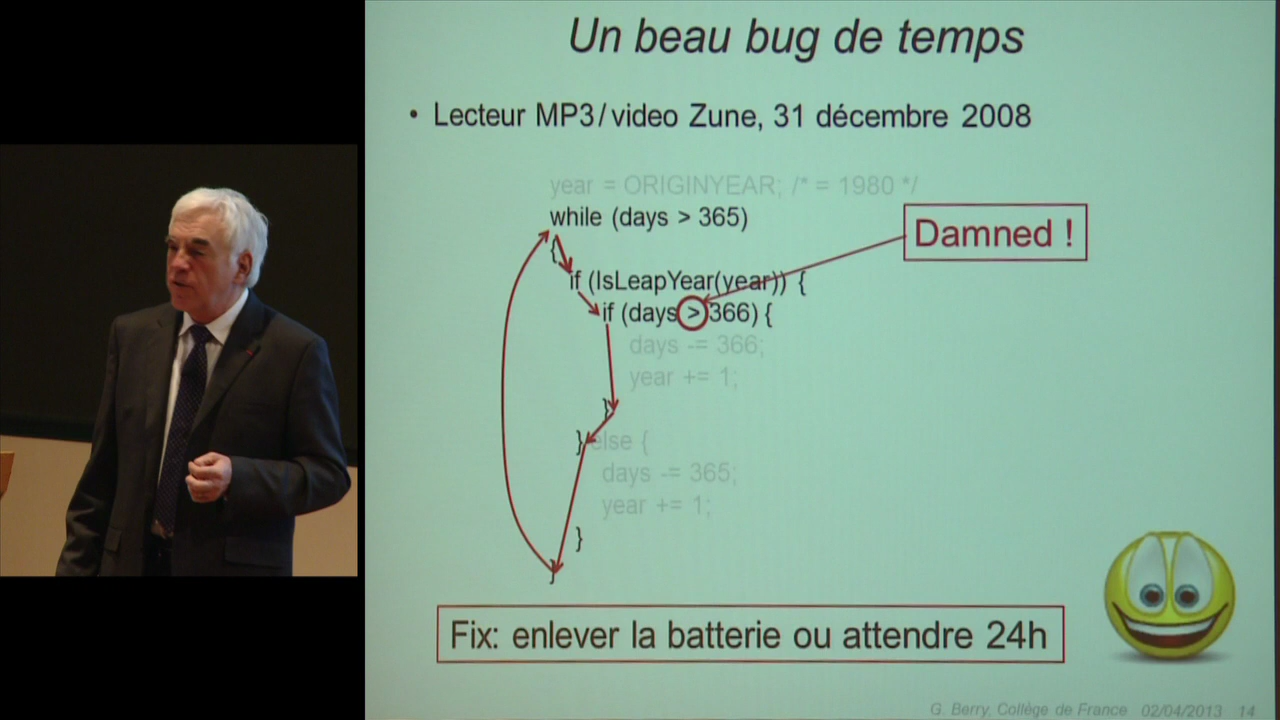 Un beau bug de temps
• Lecteur MP3/video Zune, 31 décembre 2008
year = ORIGINYEAR; /* = 1980 */
while (days > 365)
{
Damned !
if (IsLeapYear(year)) {
if (days > 366) {
days -= 366;
year += 1;
}
} else {
days -= 365;
year += 1;
}
}
Fix: enlever la batterie ou attendre 24h
G. Berry, Collège de France 02/04/2013 14